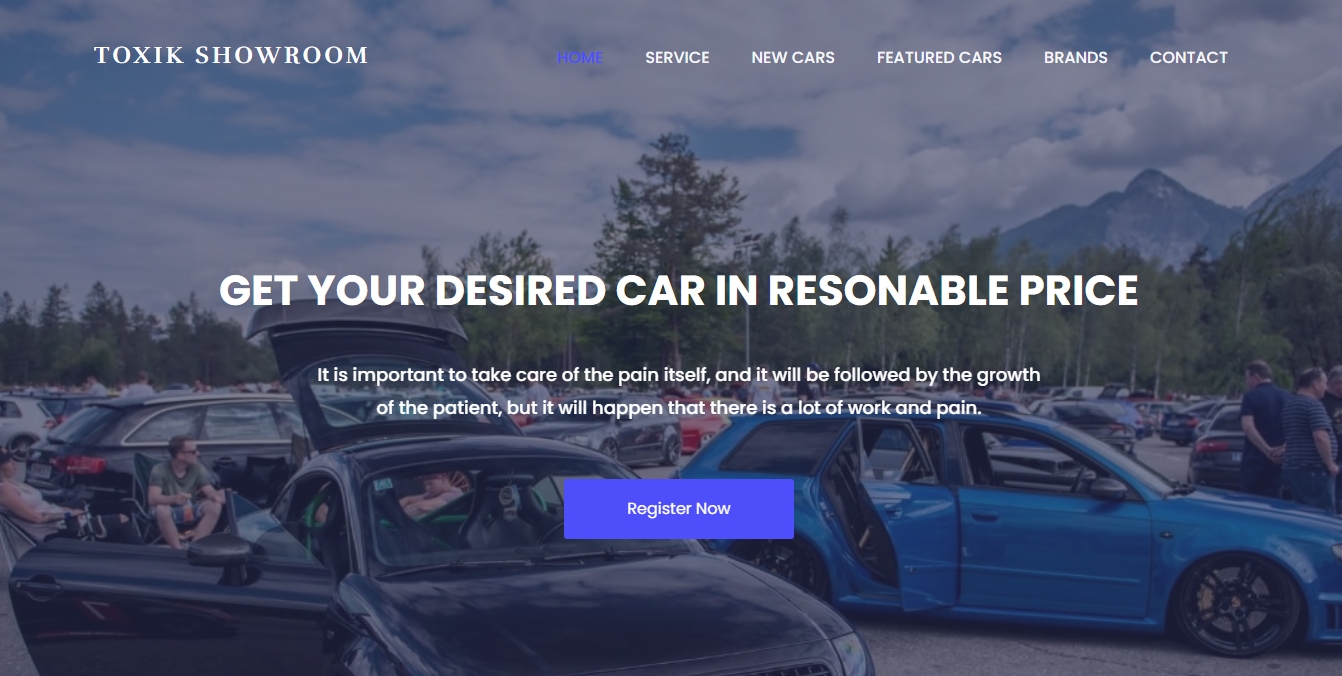 TOXIK SHOWROOM
HOME SERVICE NEW CARS FEATURED CARS BRANDS CONTACT
GET YOUR DESIRED CAR IN RESONABLE PRICE
It is important to take care of the pain itself, and it will be followed by the growth
of the patient, but it will happen that there is a lot of work and pain.
Register Now